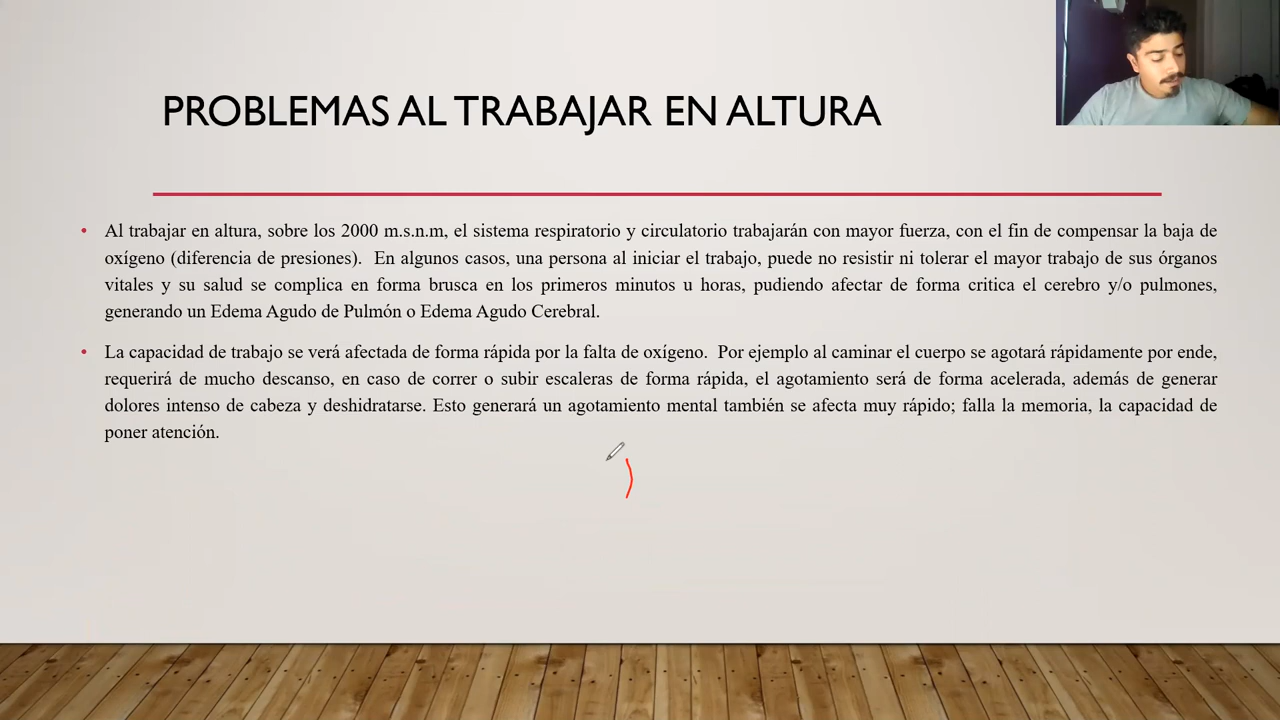 PROBLEMAS AL TRABAJAR EN ALTURA
• Al trabajar en altura, sobre los 2000 m.s.n.m, el sistema respiratorio y circulatorio trabajarán con mayor fuerza, con el fin de compensar la baja de
oxígeno (diferencia de presiones).  En algunos casos, una persona al iniciar el trabajo, puede no resistir ni tolerar el mayor trabajo de sus órganos
vitales y su salud se complica en forma brusca en los primeros minutos u horas, pudiendo afectar de forma critica el cerebro y/o pulmones,
generando un Edema Agudo de Pulmón o Edema Agudo Cerebral.
• La capacidad de trabajo se verá afectada de forma rápida por la falta de oxígeno.  Por ejemplo al caminar el cuerpo se agotará rápidamente por ende,
requerirá de mucho descanso, en caso de correr o subir escaleras de forma rápida, el agotamiento será de forma acelerada, además de generar
dolores intenso de cabeza y deshidratarse. Esto generará un agotamiento mental también se afecta muy rápido; falla la memoria, la capacidad de
poner atención.